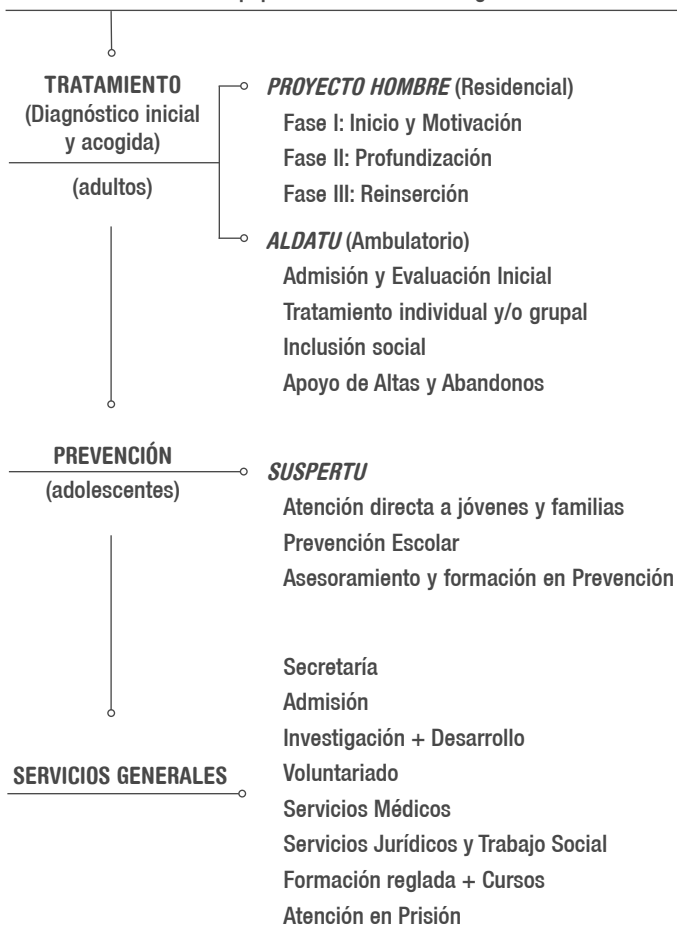 TRATAMIENTO
(Diagnóstico inicial
y acogida)
(adultos)
PROYECTO HOMBRE (Residencial)
Fase I: Inicio y Motivación
Fase II: Profundización
Fase III: Reinserción
ALDATU (Ambulatorio)
Admisión y Evaluación Inicial
Tratamiento individual y/o grupal
Inclusión social
Apoyo de Altas y Abandonos
PREVENCIÓN
(adolescentes)
SUSPERTU
Atención directa a jóvenes y familias
Prevención Escolar
Asesoramiento y formación en Prevención
SERVICIOS GENERALES
Secretaría
Admisión
Investigación + Desarrollo
Voluntariado
Servicios Médicos
Servicios Jurídicos y Trabajo Social
Formación reglada + Cursos
Atención en Prisión